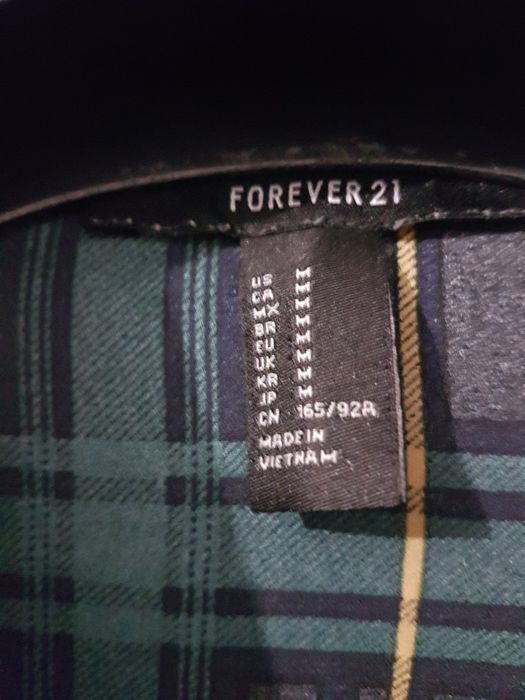 FOREVER 21
US M
CA M
MX M
BR M
EU M
UK M
KR M
JP M
CN 165/92A
MADE IN
VIETNAM